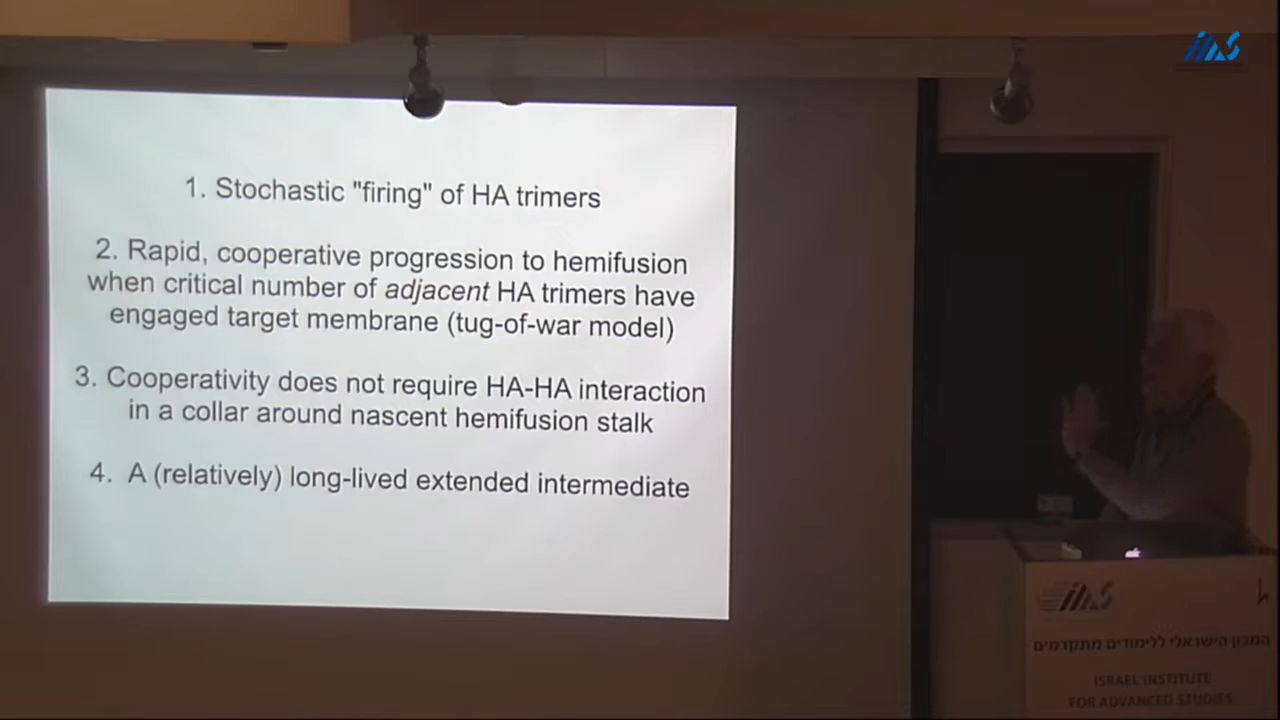 ias
1. Stochastic "firing" of HA trimers
2. Rapid, cooperative progression to hemifusion
when critical number of adjacent HA trimers have
engaged target membrane (tug-of-war model)
3. Cooperativity does not require HA-HA interaction
in a collar around nascent hemifusion stalk
4. A (relatively) long-lived extended intermediate
ias
המכון הישראלי ללימודים מתקדמים
ISRAEL INSTITUTE
FOR ADVANCED STUDIES